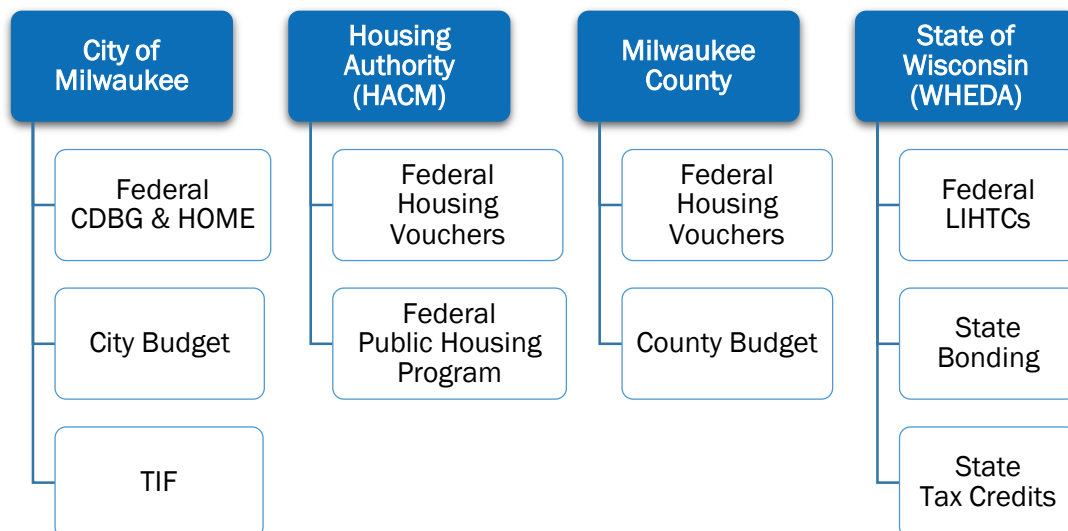 City of
Milwaukee
Federal
CDBG & HOME
City Budget
TIF
Housing
Authority
(HACM)
Federal
Housing
Vouchers
Federal
Public Housing
Program
Milwaukee
County
Federal
Housing
Vouchers
County Budget
State of
Wisconsin
(WHEDA)
Federal
LIHTCs
State
Bonding
State
Tax Credits